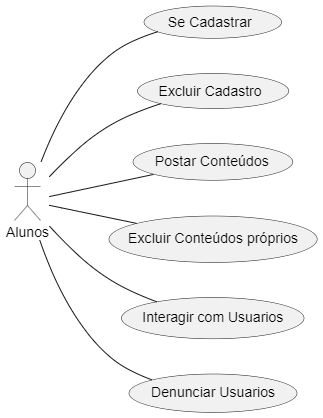 Se Cadastrar
Excluir Cadastro
Postar Conteúdos
Alunos
Excluir Conteúdos próprios
Interagir com Usuarios
Denunciar Usuarios